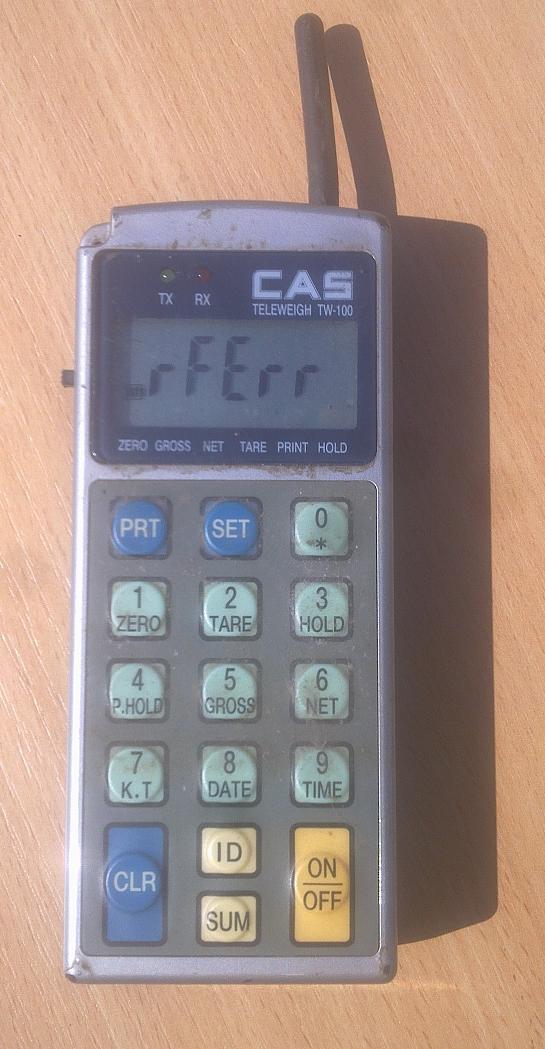 CAS
TX RX
TELEWEIGH TW-100
rFErr
ZERO GROSS NET TARE PRINT HOLD
PRT SET 0
*
1 2 3
ZERO TARE HOLD
4 5 6
P.HOLD GROSS NET
7 8 9
K.T DATE TIME
CLR ID ON
OFF
SUM